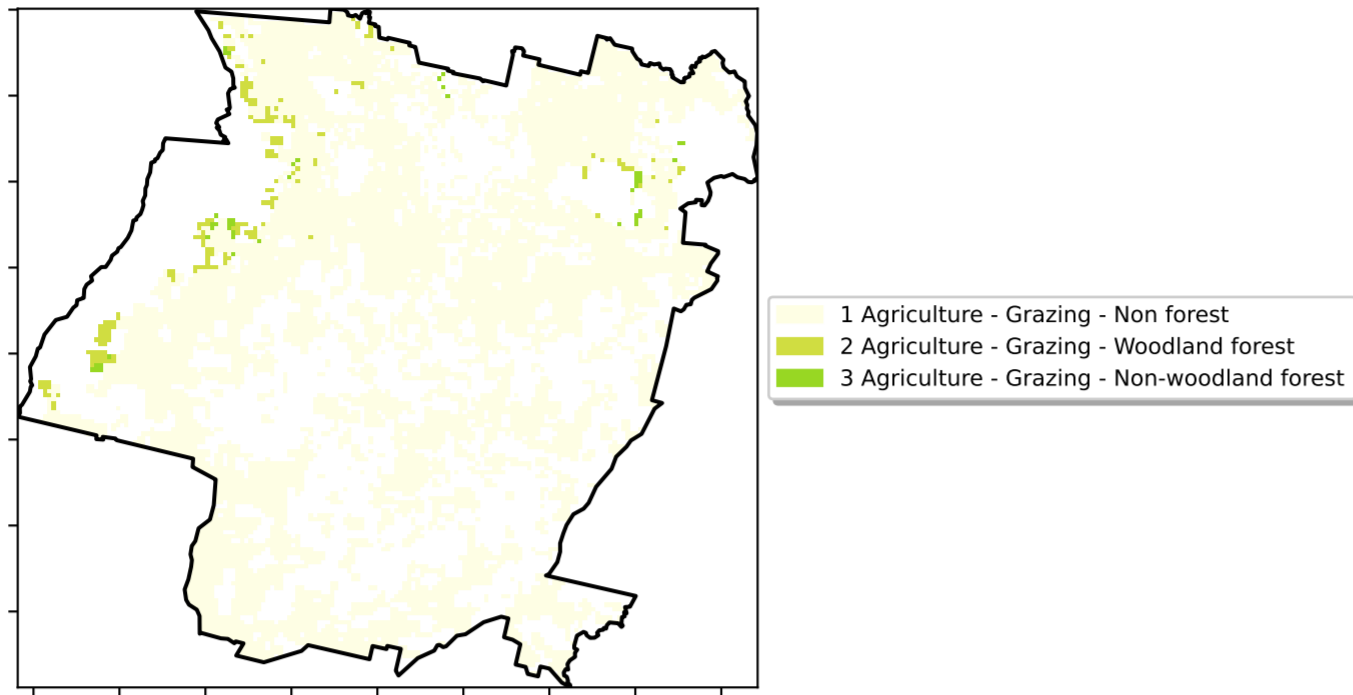 1 Agriculture - Grazing - Non forest
2 Agriculture - Grazing - Woodland forest
3 Agriculture - Grazing - Non-woodland forest